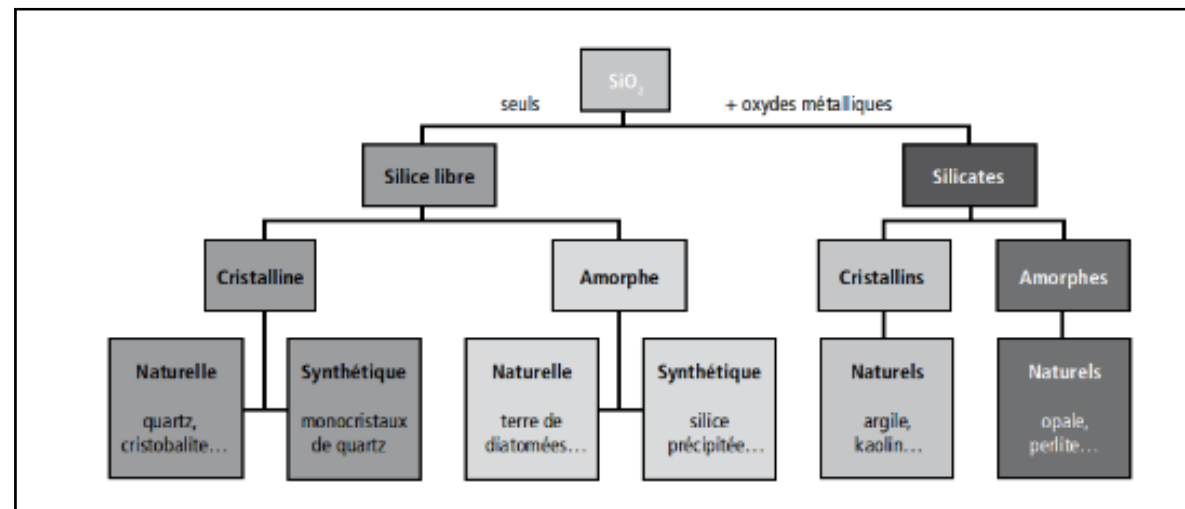 SiO₂
seuls
+ oxydes métalliques
Silice libre
Silicates
Cristalline
Amorphe
Cristallins
Amorphes
Naturelle
quartz,
cristobalite...
Synthétique
monocristaux
de quartz
Naturelle
terre de
diatomées...
Synthétique
silice
précipitée...
Naturels
argile,
kaolin...
Naturels
opale,
perlite...